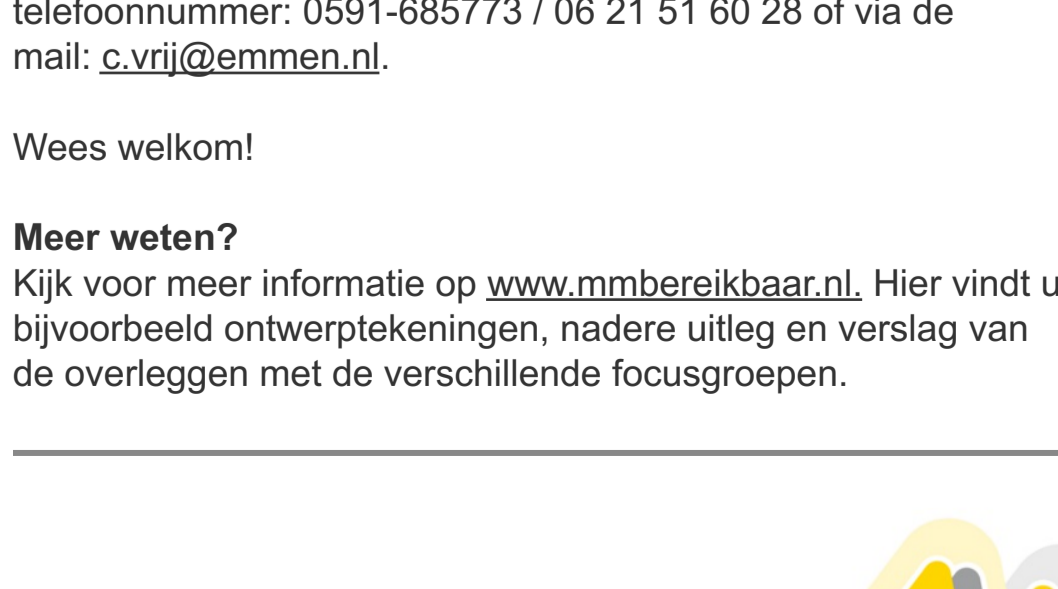 telefoonnummer: 0591-685773 / 06 21 51 60 28 of via de
mail: c.vrij@emmen.nl.
Wees welkom!
Meer weten?
Kijk voor meer informatie op www.mmbereikbaar.nl. Hier vindt u
bijvoorbeeld ontwerptekeningen, nadere uitleg en verslag van
de overleggen met de verschillende focusgroepen.